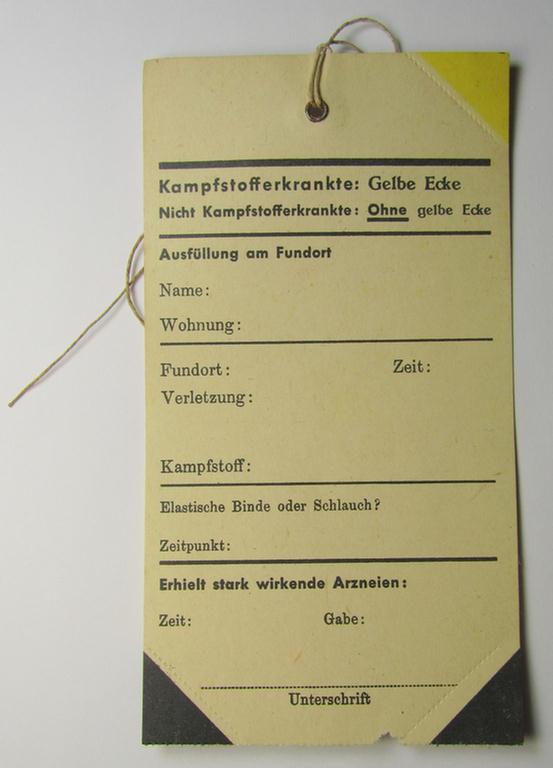 Kampfstofferkrankte: Gelbe Ecke
Nicht Kampfstofferkrankte: Ohne gelbe Ecke
Ausfüllung am Fundort
Name:
Wohnung:
Fundort: Zeit:
Verletzung:
Kampfstoff:
Elastische Binde oder Schlauch?
Zeitpunkt:
Erhielt stark wirkende Arzneien:
Zeit: Gabe:
Unterschrift